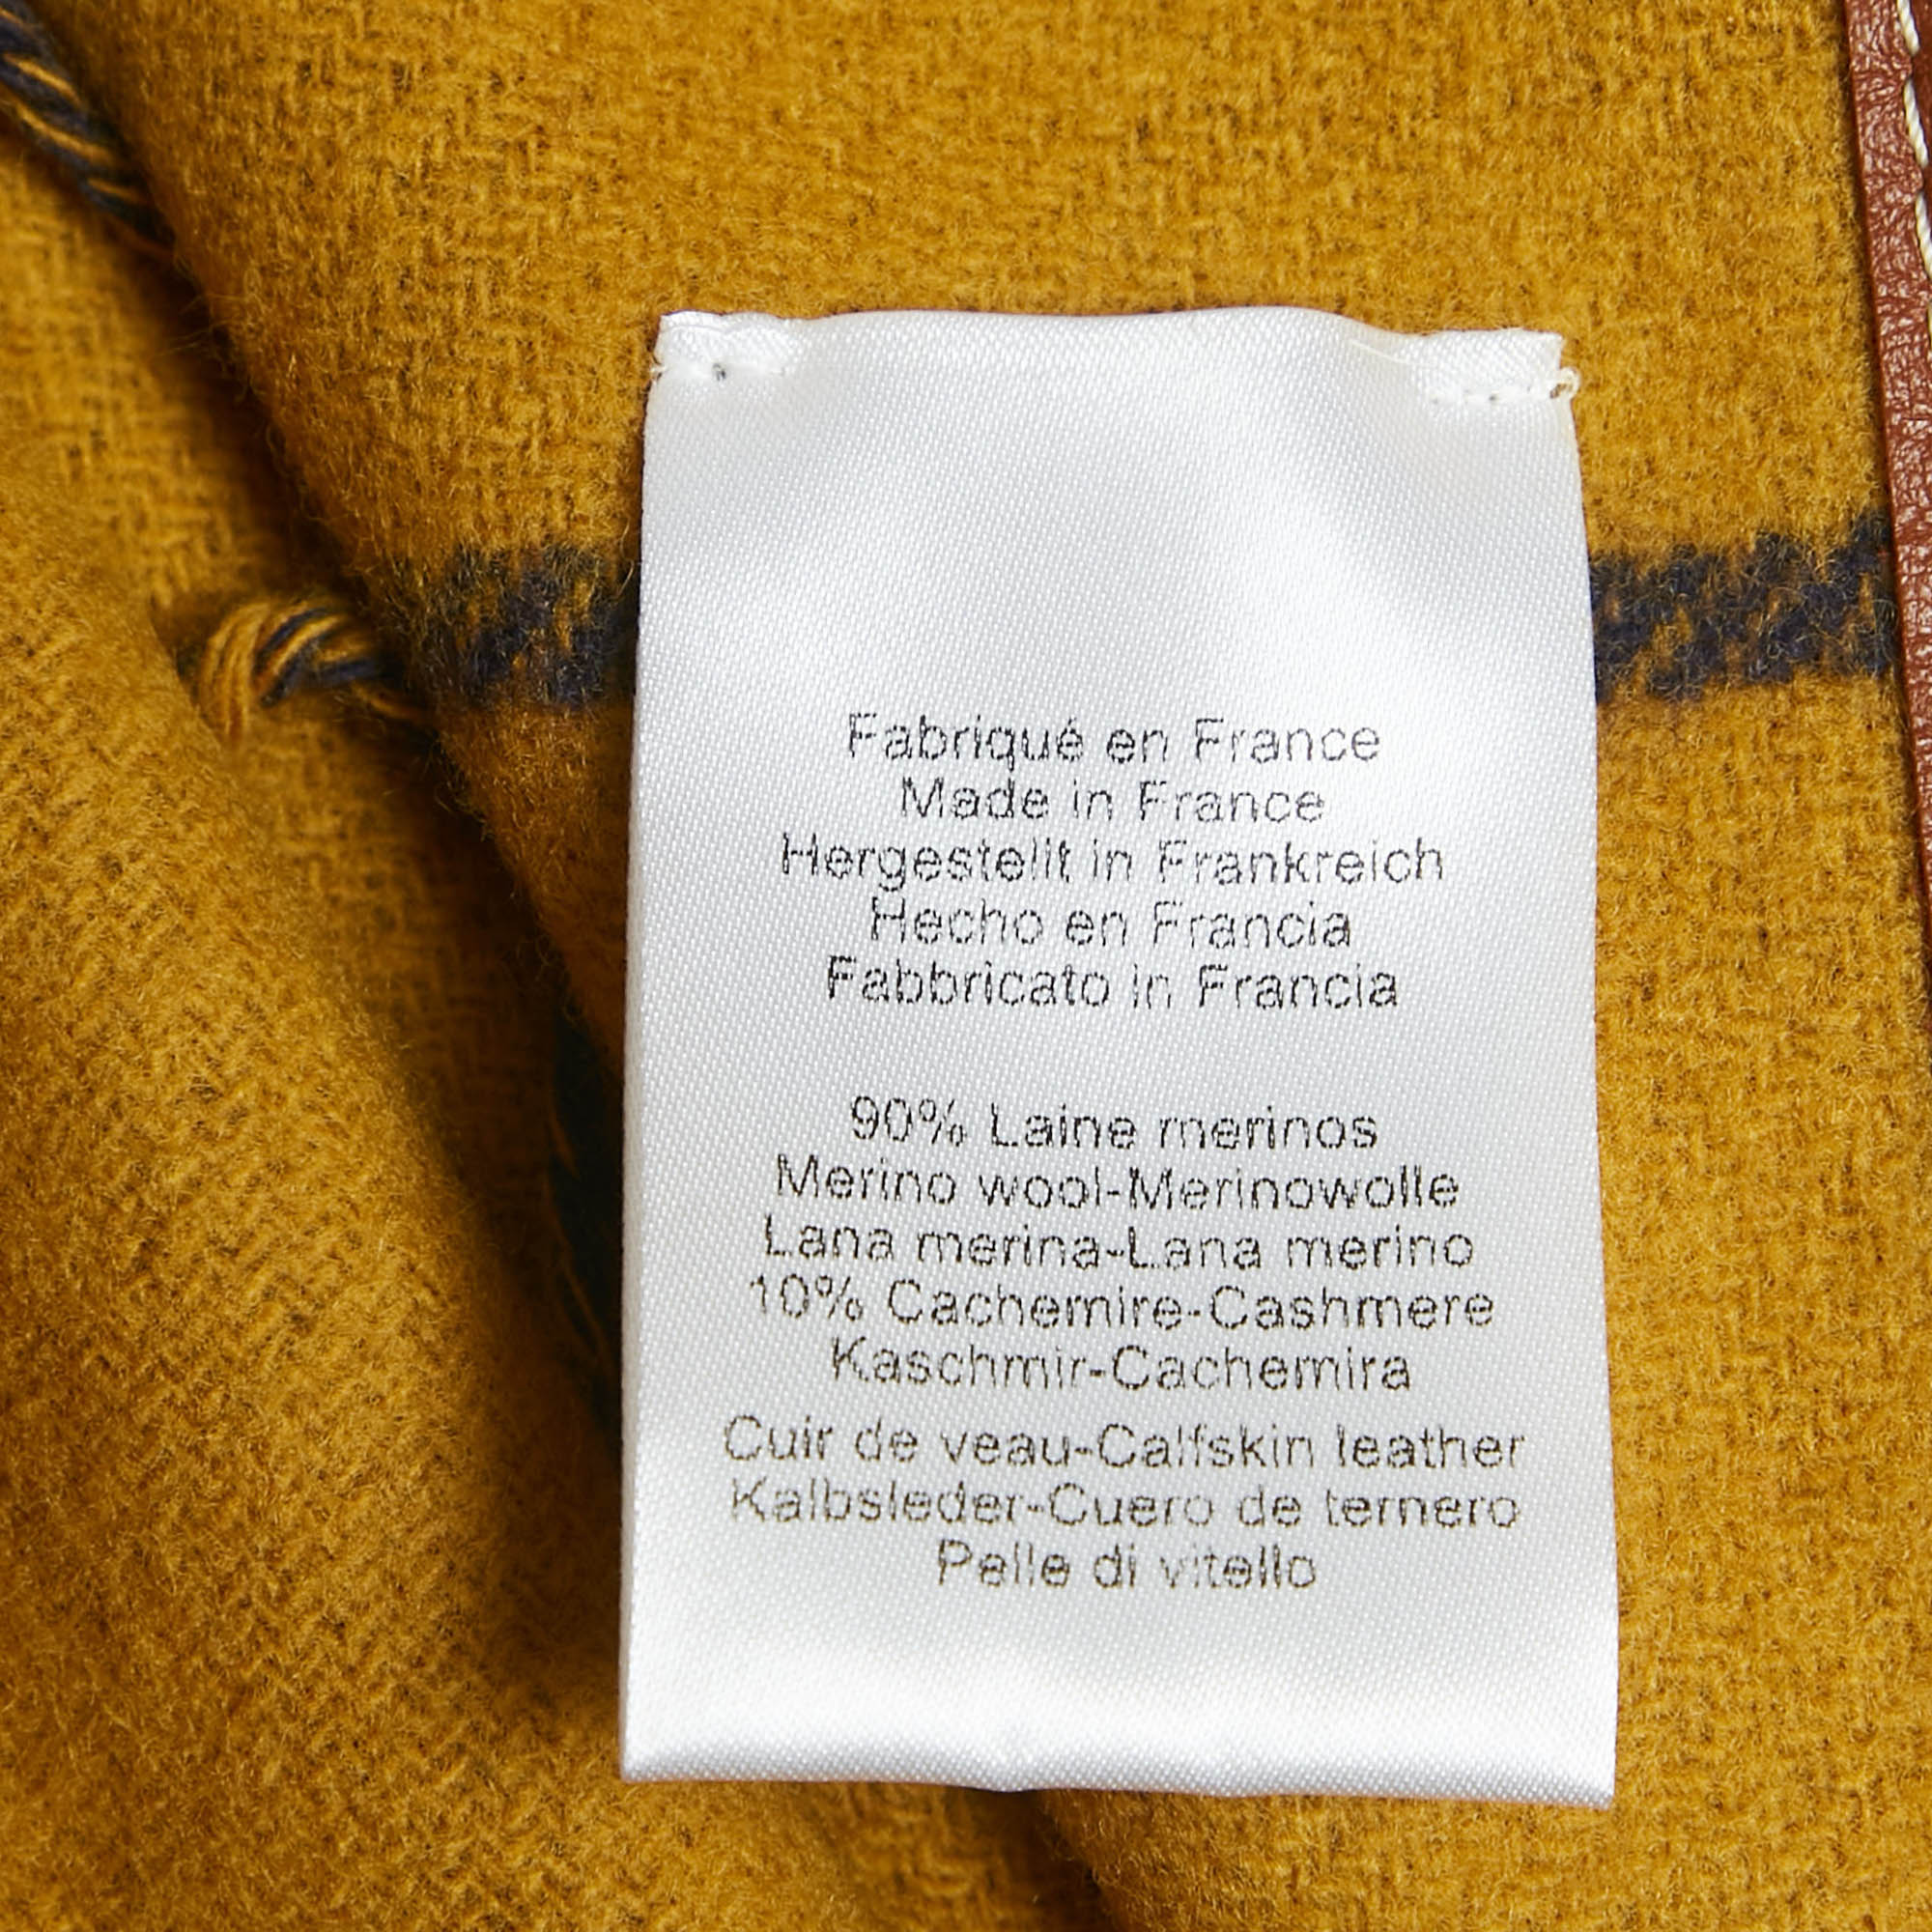 Fabriqué en France
Made in France
Hergestellt in Frankreich
Hecho en Francia
Fabbricato in Francia
90% Laine merinos
Merino wool-Merinowolle
Lana merina-Lana merino
10% Cachemire-Cashmere
Kaschmir-Cachemira
Cuir de veau-Calfskin leather
Kalbsleder-Cuero de ternero
Pelle di vitello